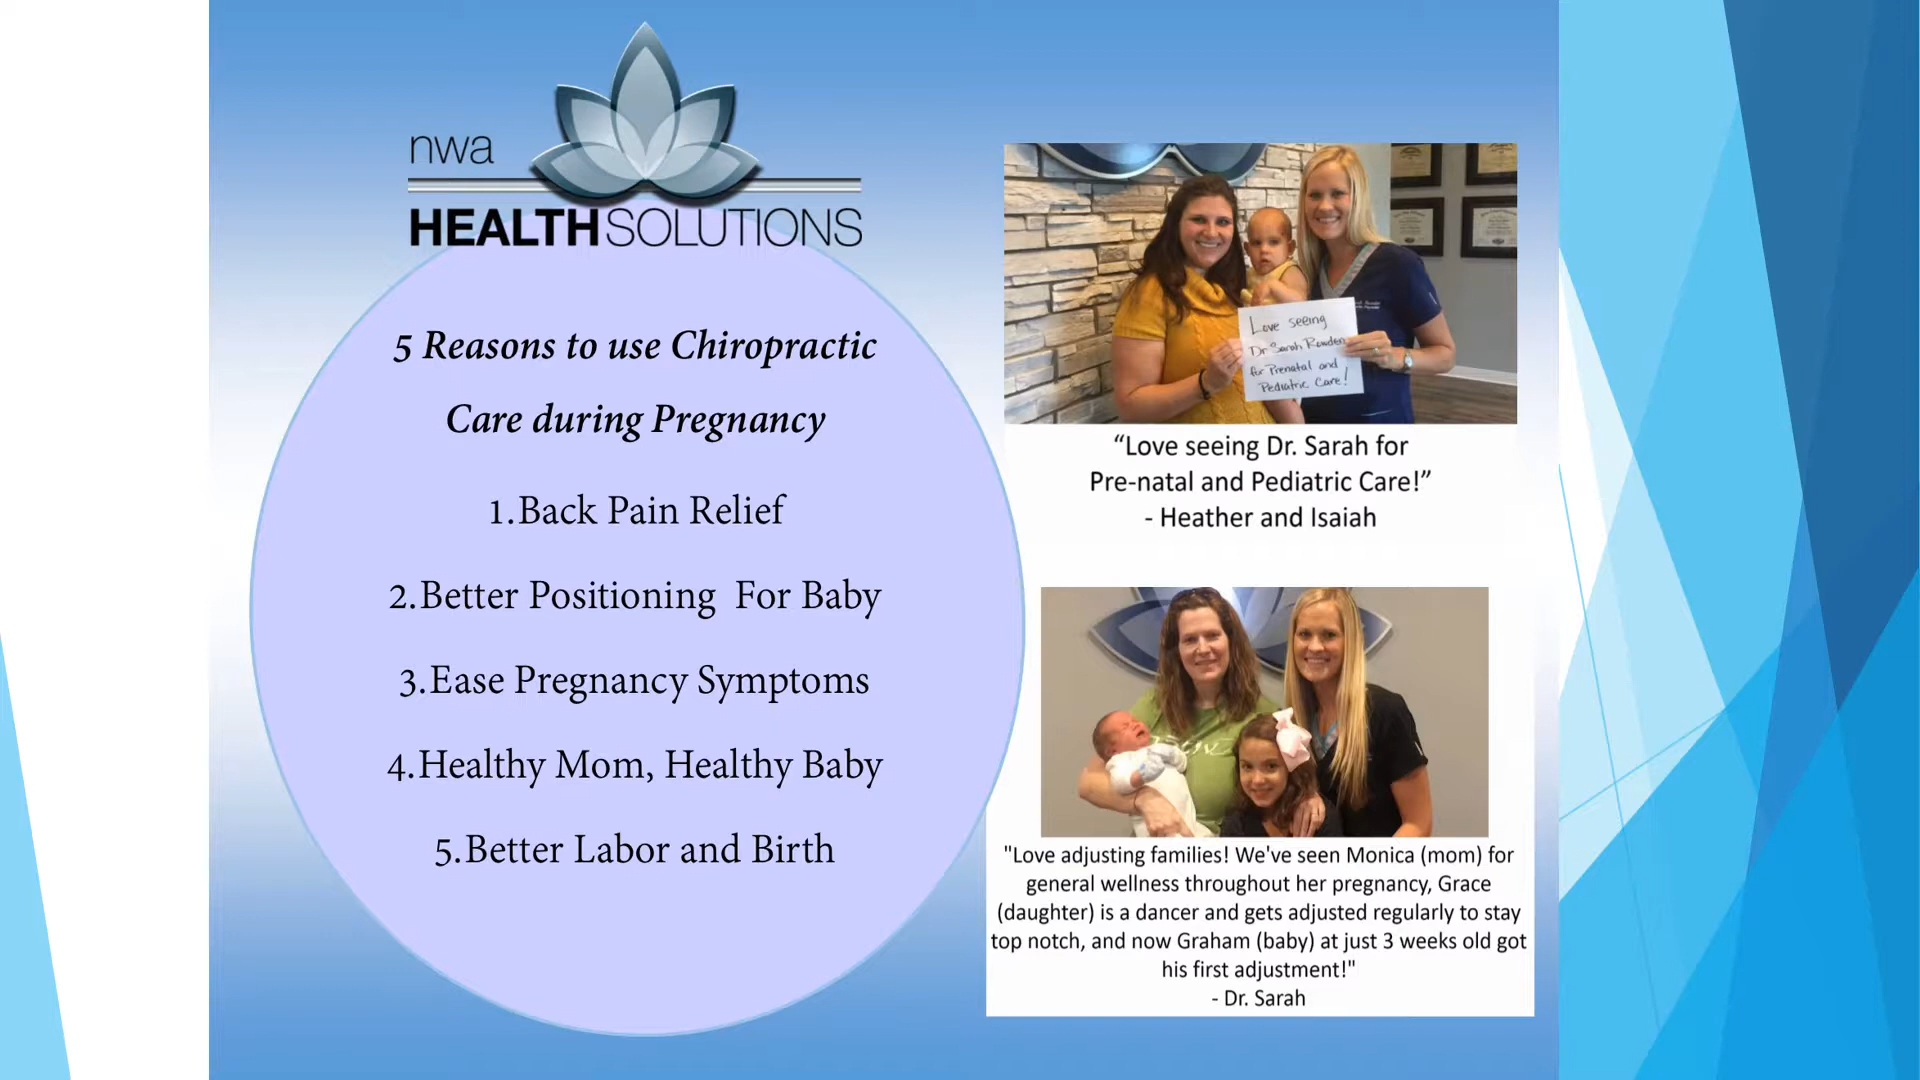 nwa
HEALTHSOLUTIONS
5 Reasons to use Chiropractic
Care during Pregnancy
1.Back Pain Relief
2.Better Positioning For Baby
3.Ease Pregnancy Symptoms
4.Healthy Mom, Healthy Baby
5.Better Labor and Birth
Love seeing
Dr Sarah Rowden
for Prenatal and
Pediatric Care!
“Love seeing Dr. Sarah for
Pre-natal and Pediatric Care!”
- Heather and Isaiah
"Love adjusting families! We've seen Monica (mom) for
general wellness throughout her pregnancy, Grace
(daughter) is a dancer and gets adjusted regularly to stay
top notch, and now Graham (baby) at just 3 weeks old got
his first adjustment!"
- Dr. Sarah